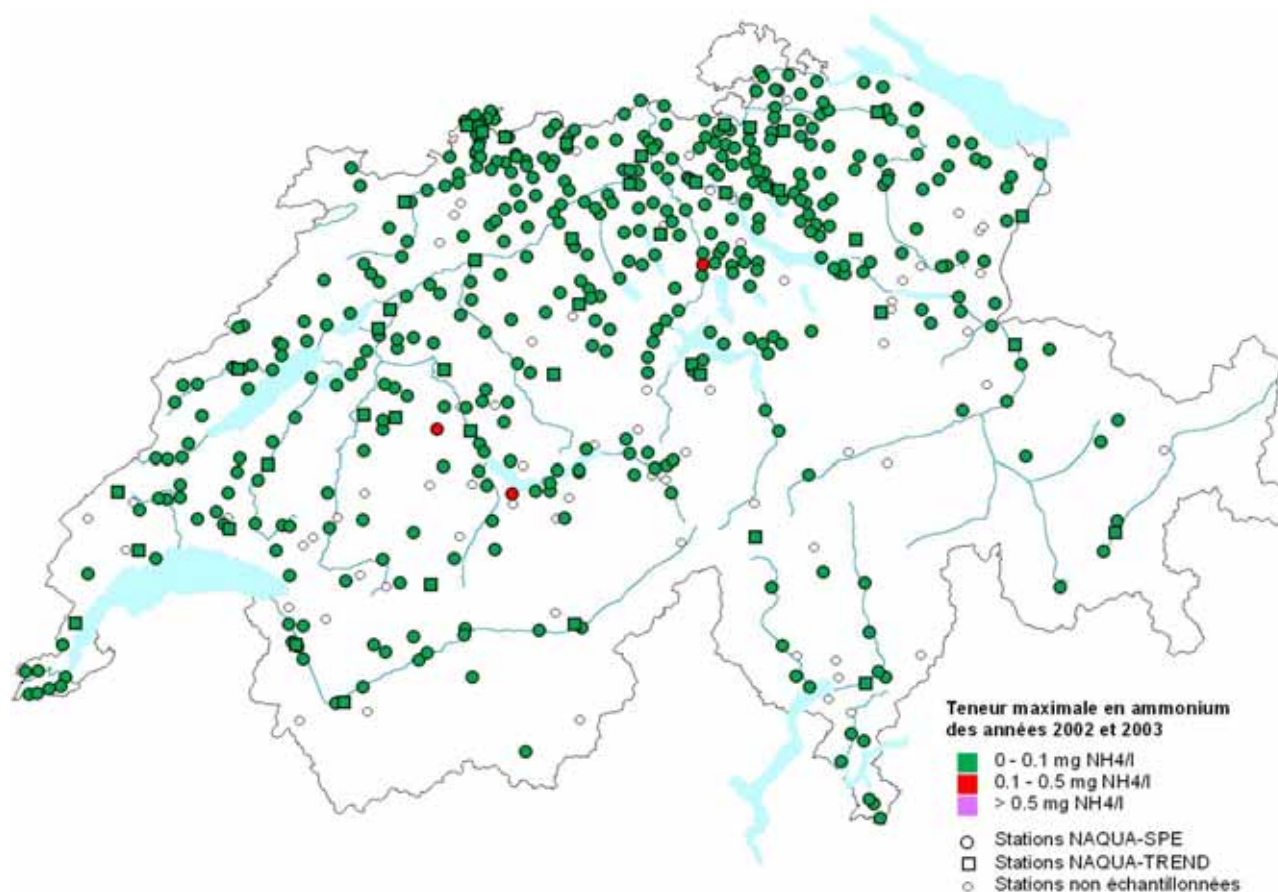 Teneur maximale en ammonium
des années 2002 et 2003
0 - 0.1 mg NH4/l
0.1 - 0.5 mg NH4/l
> 0.5 mg NH4/l
Stations NAQUA-SPE
Stations NAQUA-TREND
Stations non échantillonnées